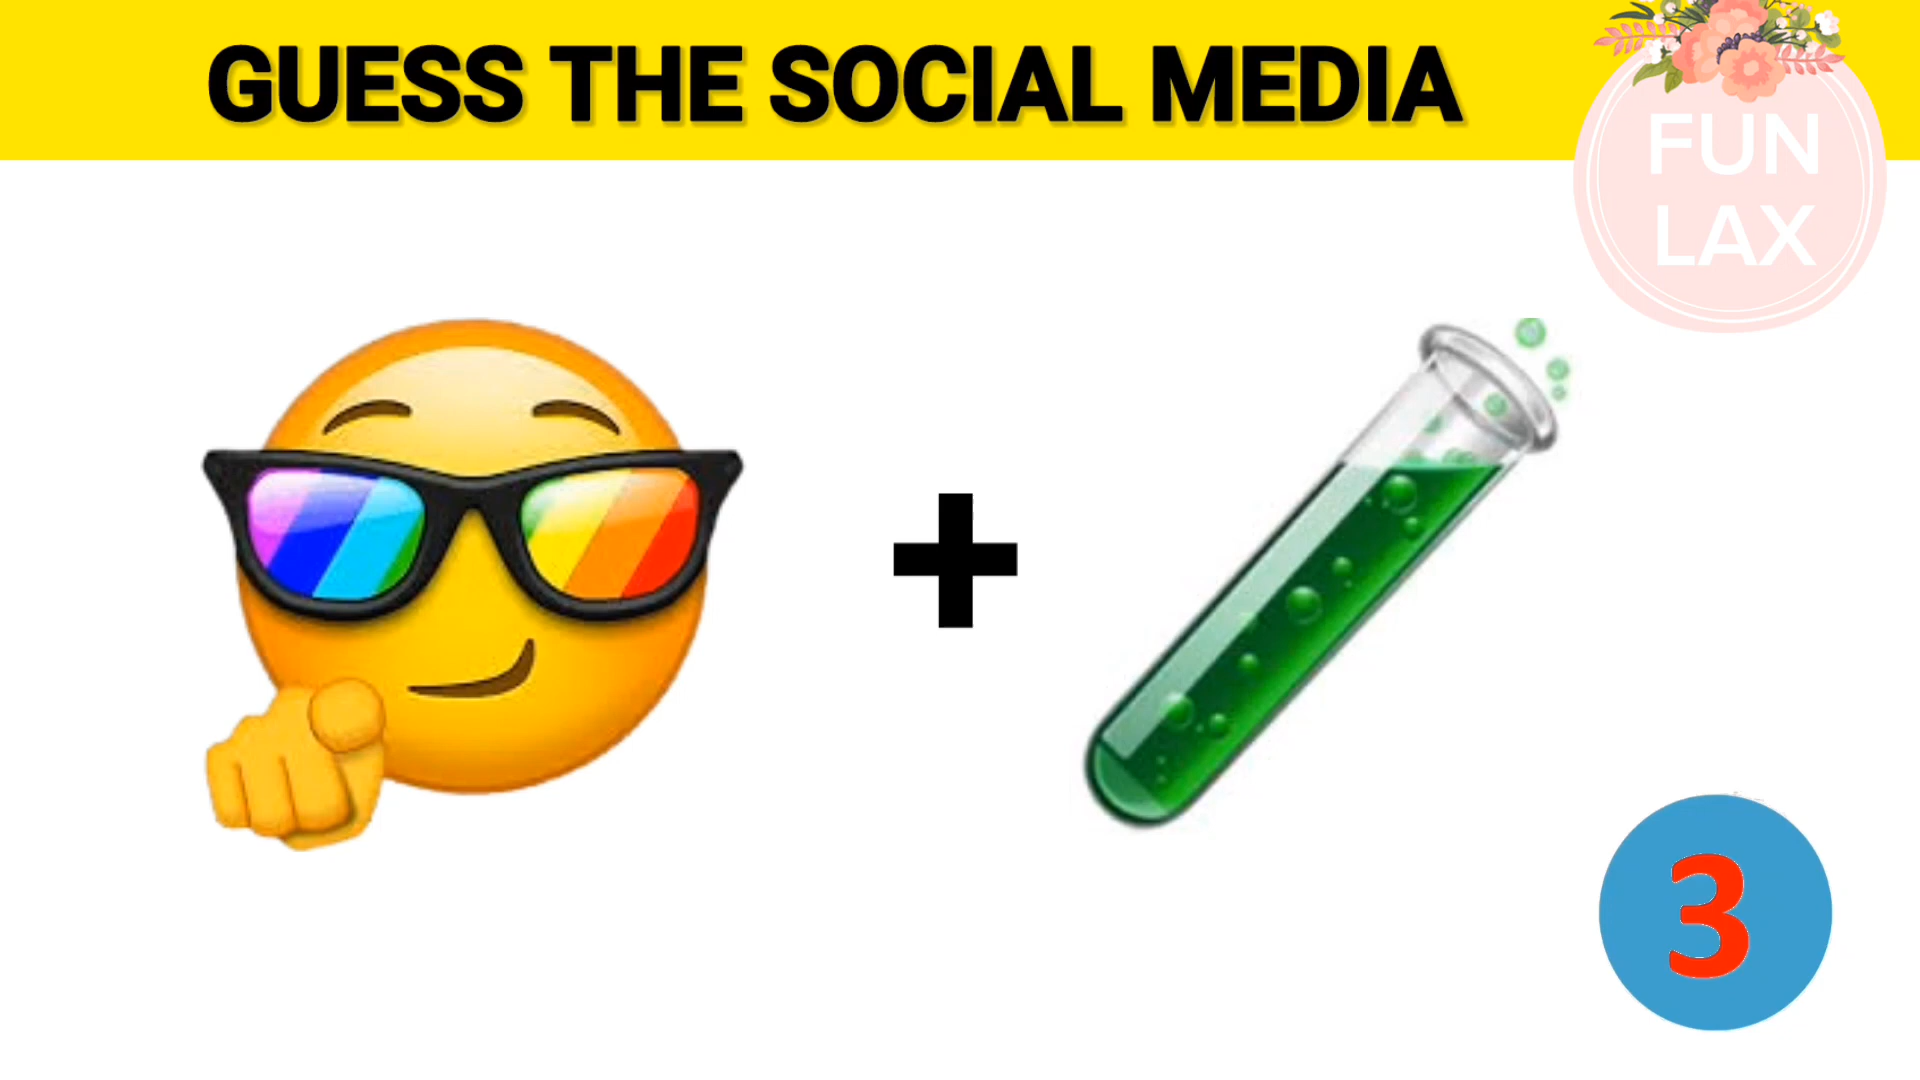 GUESS THE SOCIAL MEDIA
FUN
LAX
+
3